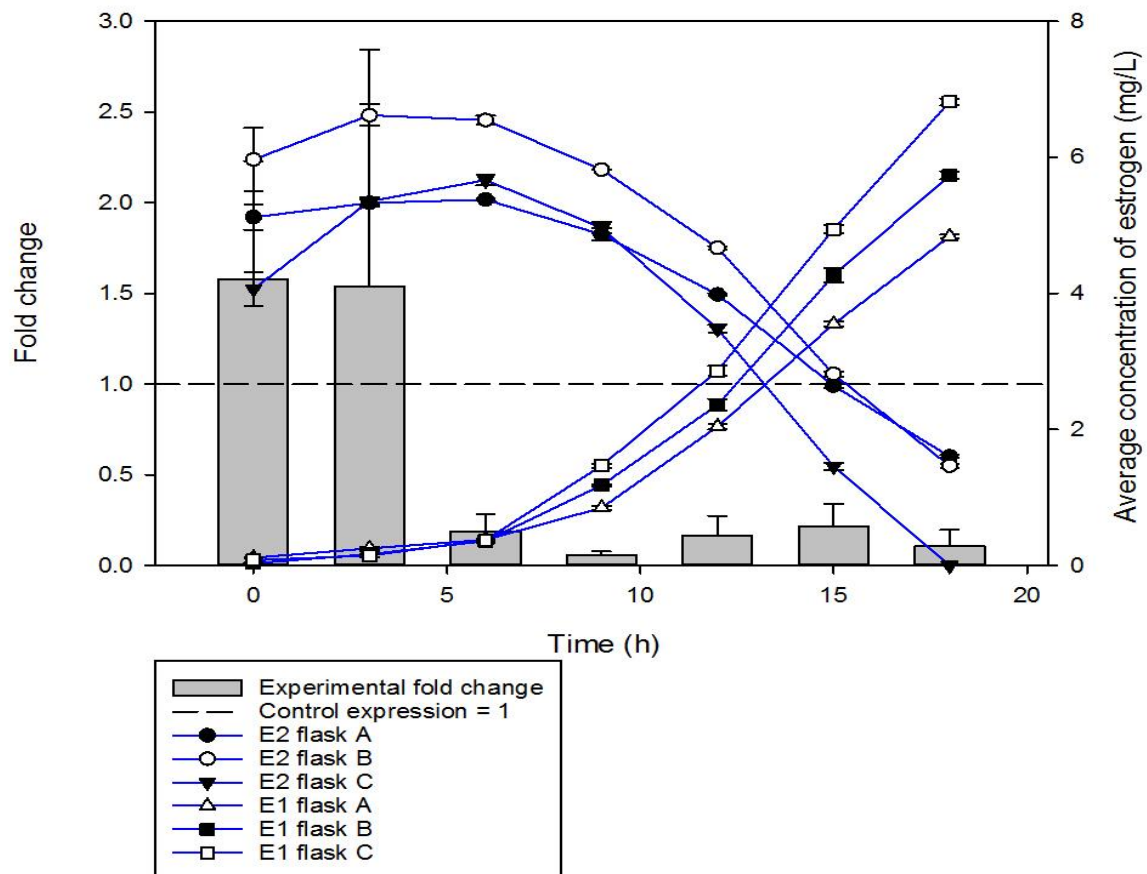 3.0
2.5
2.0
1.5
1.0
0.5
0.0
Fold change
8
6
4
2
0
Average concentration of estrogen (mg/L)
0 5 10 15 20
Time (h)
Experimental fold change
Control expression = 1
E2 flask A
E2 flask B
E2 flask C
E1 flask A
E1 flask B
E1 flask C